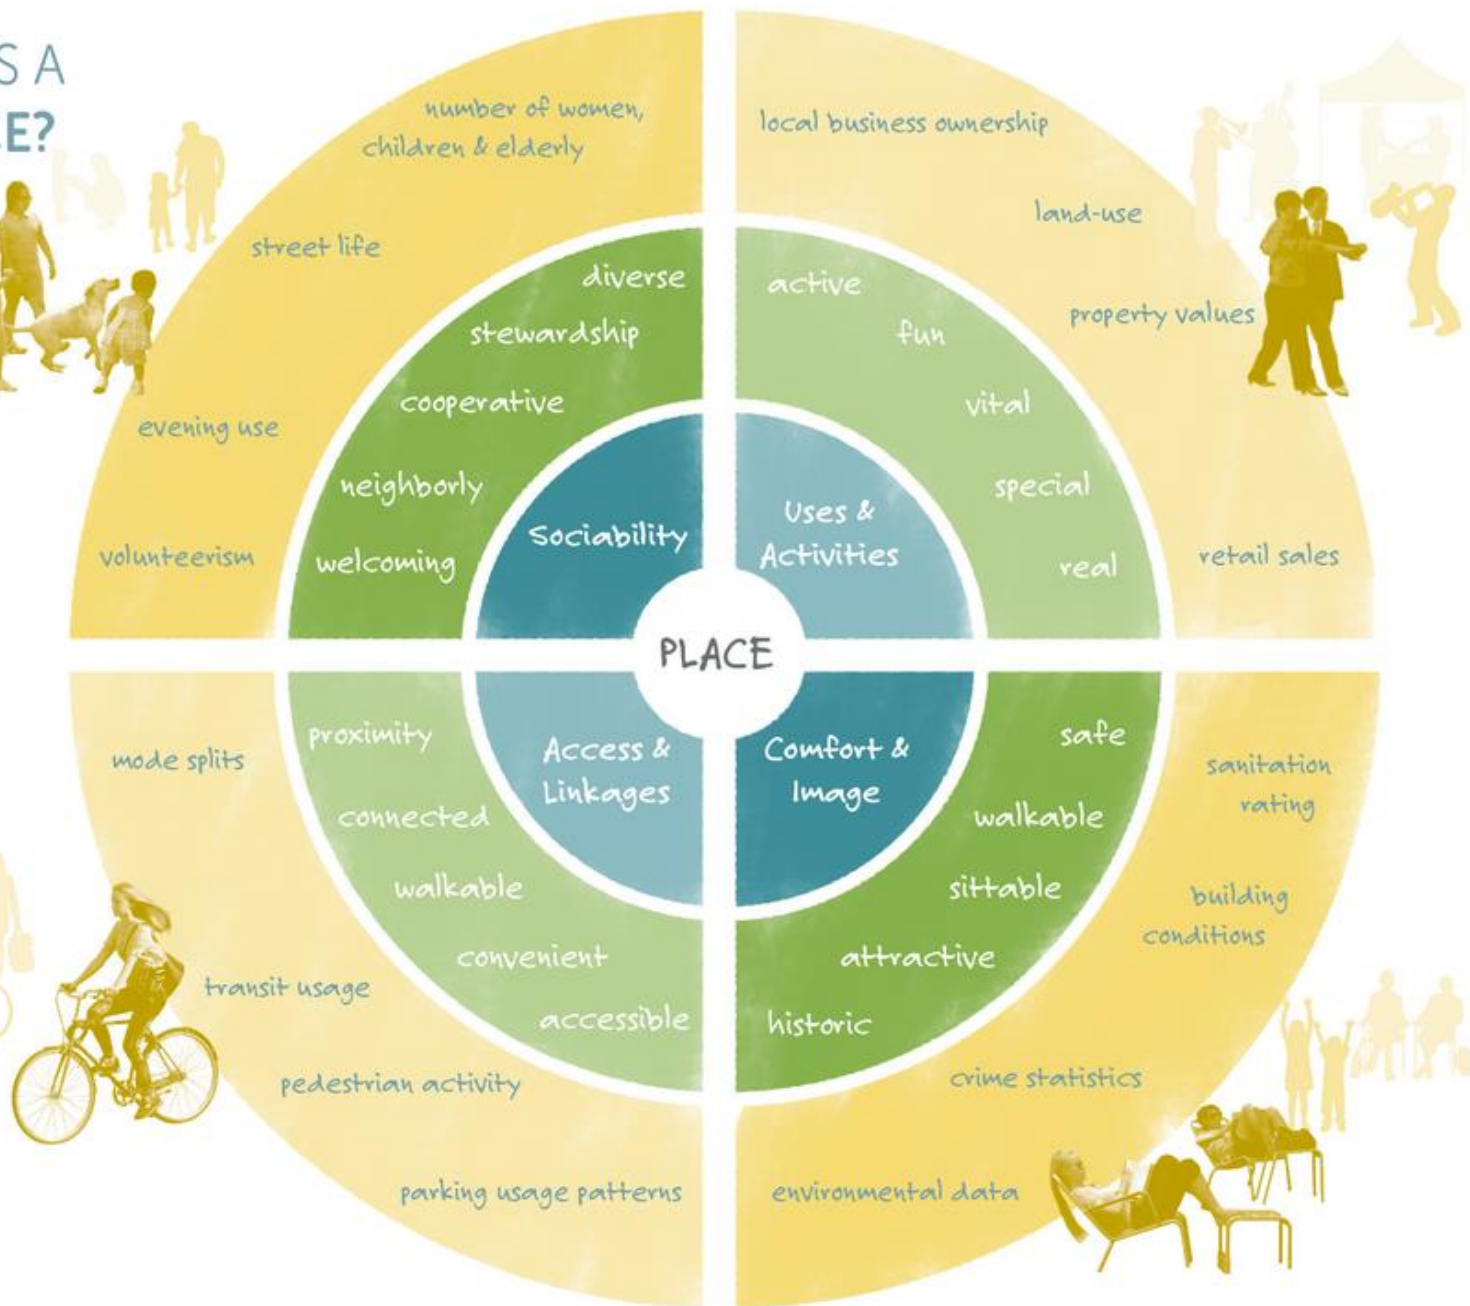 S A
E?
number of women,
children & elderly
street life
evening use
volunteerism
diverse
stewardship
cooperative
neighborly
welcoming
Sociability
local business ownership
land-use
property values
retail sales
active
fun
vital
special
real
Uses &
Activities
PLACE
mode splits
transit usage
pedestrian activity
parking usage patterns
proximity
connected
walkable
convenient
accessible
Access &
Linkages
Comfort &
Image
safe
walkable
sittable
attractive
historic
sanitation
rating
building
conditions
crime statistics
environmental data